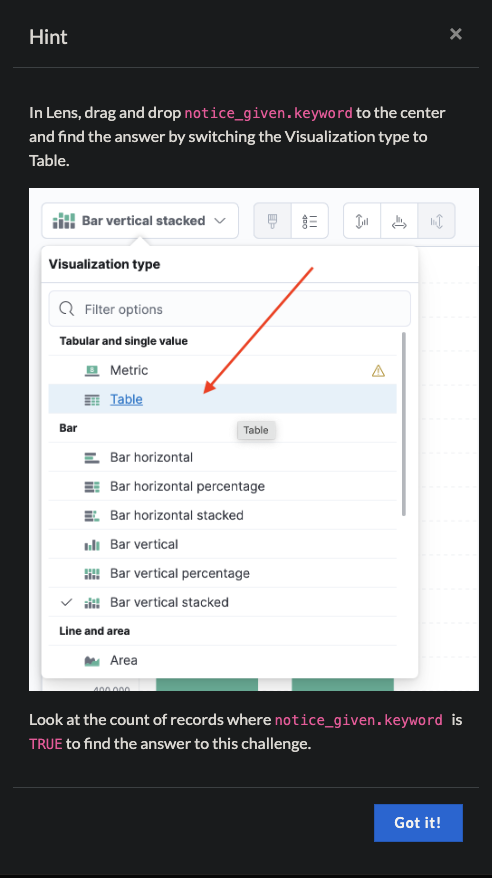 Hint
×
In Lens, drag and drop notice_given.keyword to the center
and find the answer by switching the Visualization type to
Table.
Bar vertical stacked
Visualization type
Filter options
Tabular and single value
Metric
Table
Table
Bar
Bar horizontal
Bar horizontal percentage
Bar horizontal stacked
Bar vertical
Bar vertical percentage
Bar vertical stacked
Line and area
Area
400,000
Look at the count of records where notice_given.keyword is
TRUE to find the answer to this challenge.
Got it!